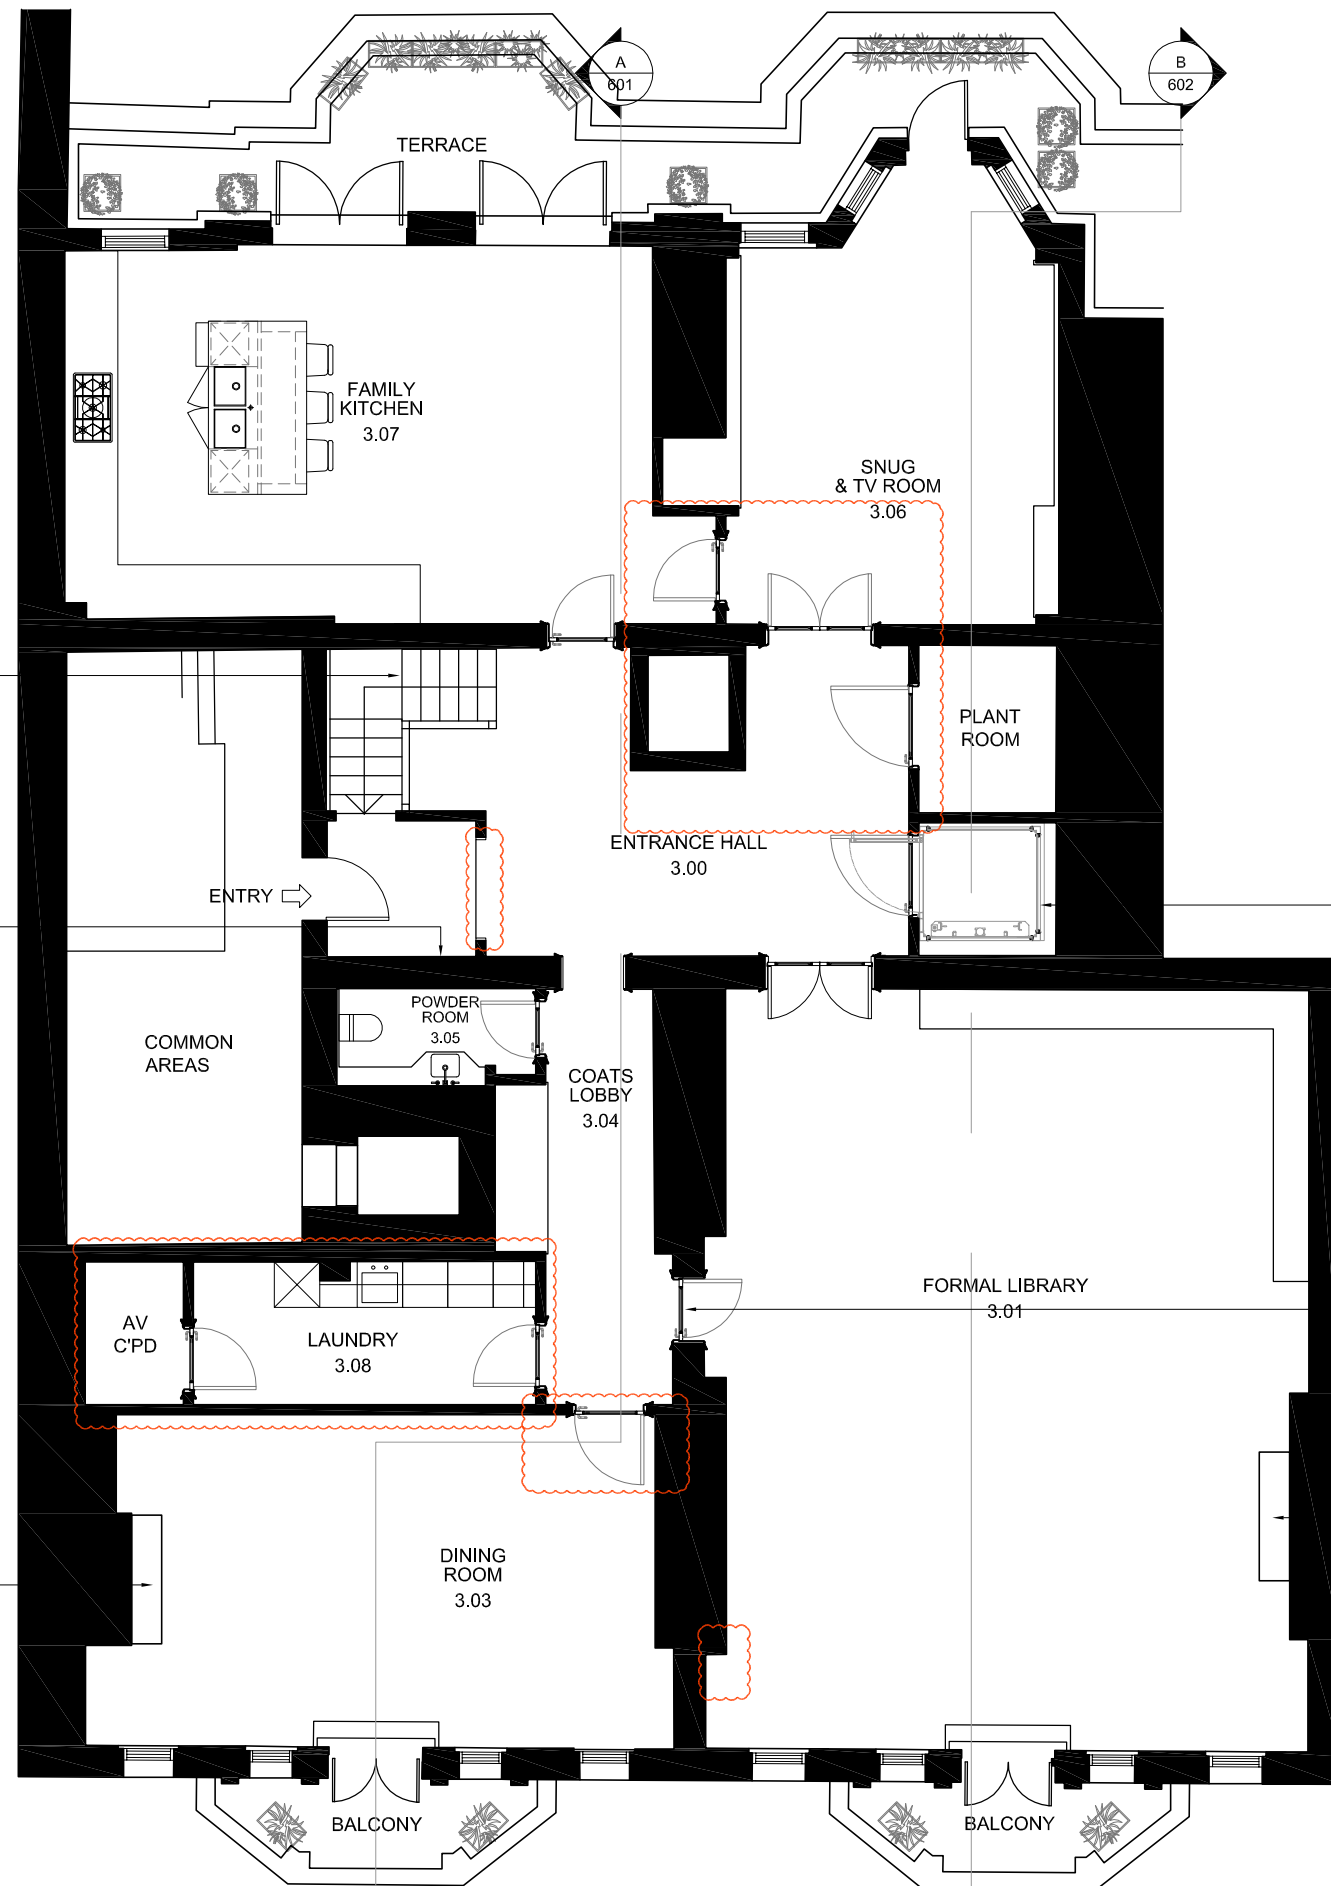 A
601
B
602
TERRACE
FAMILY
KITCHEN
3.07
SNUG
& TV ROOM
3.06
PLANT
ROOM
ENTRANCE HALL
3.00
ENTRY
POWDER
ROOM
3.05
COMMON
AREAS
COATS
LOBBY
3.04
FORMAL LIBRARY
3.01
AV
C'PD
LAUNDRY
3.08
DINING
ROOM
3.03
BALCONY
BALCONY